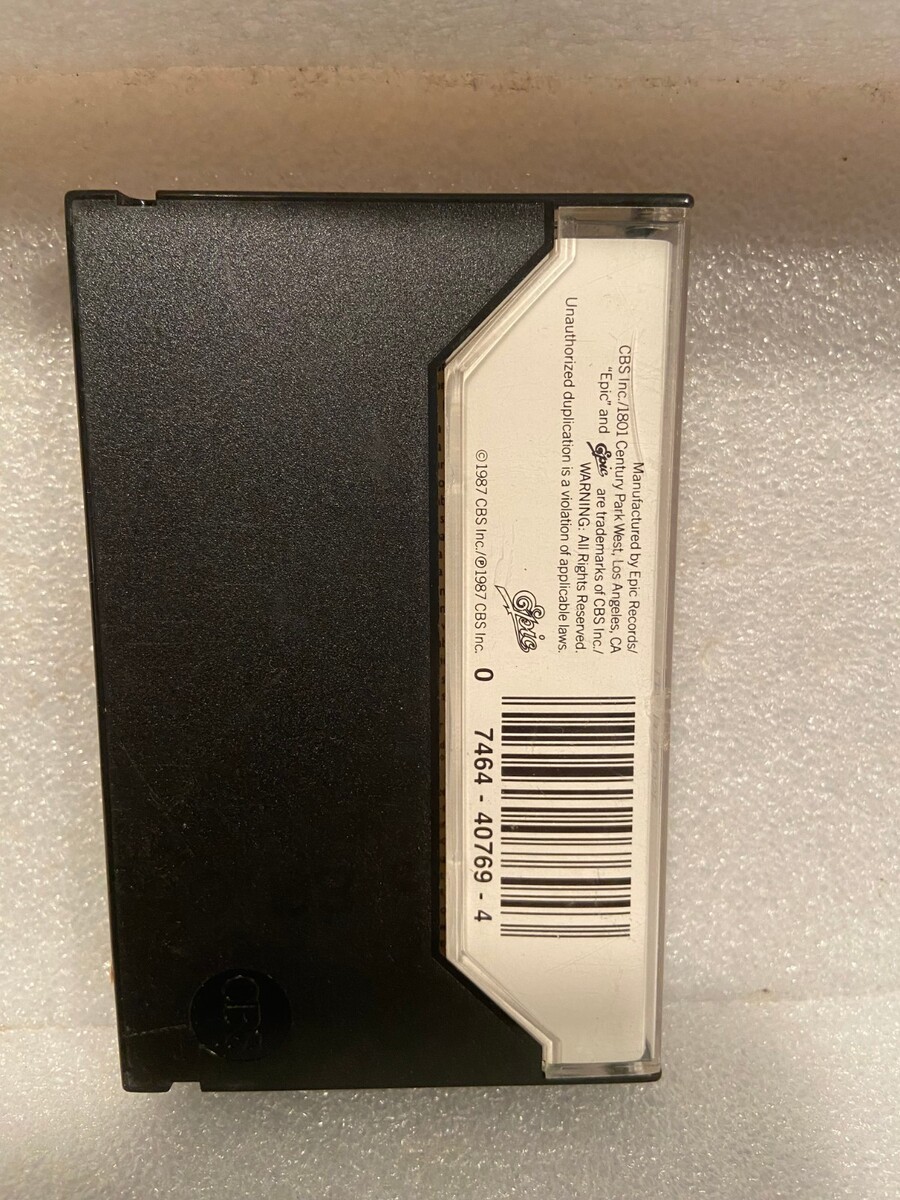 Manufactured by Epic Records/
CBS Inc./1801 Century Park West, Los Angeles, CA
"Epic" and Epic are trademarks of CBS Inc./
WARNING: All Rights Reserved.
Unauthorized duplication is a violation of applicable laws.
Epic
©1987 CBS Inc./℗1987 CBS Inc.
0 7464 - 40769 - 4
CBS